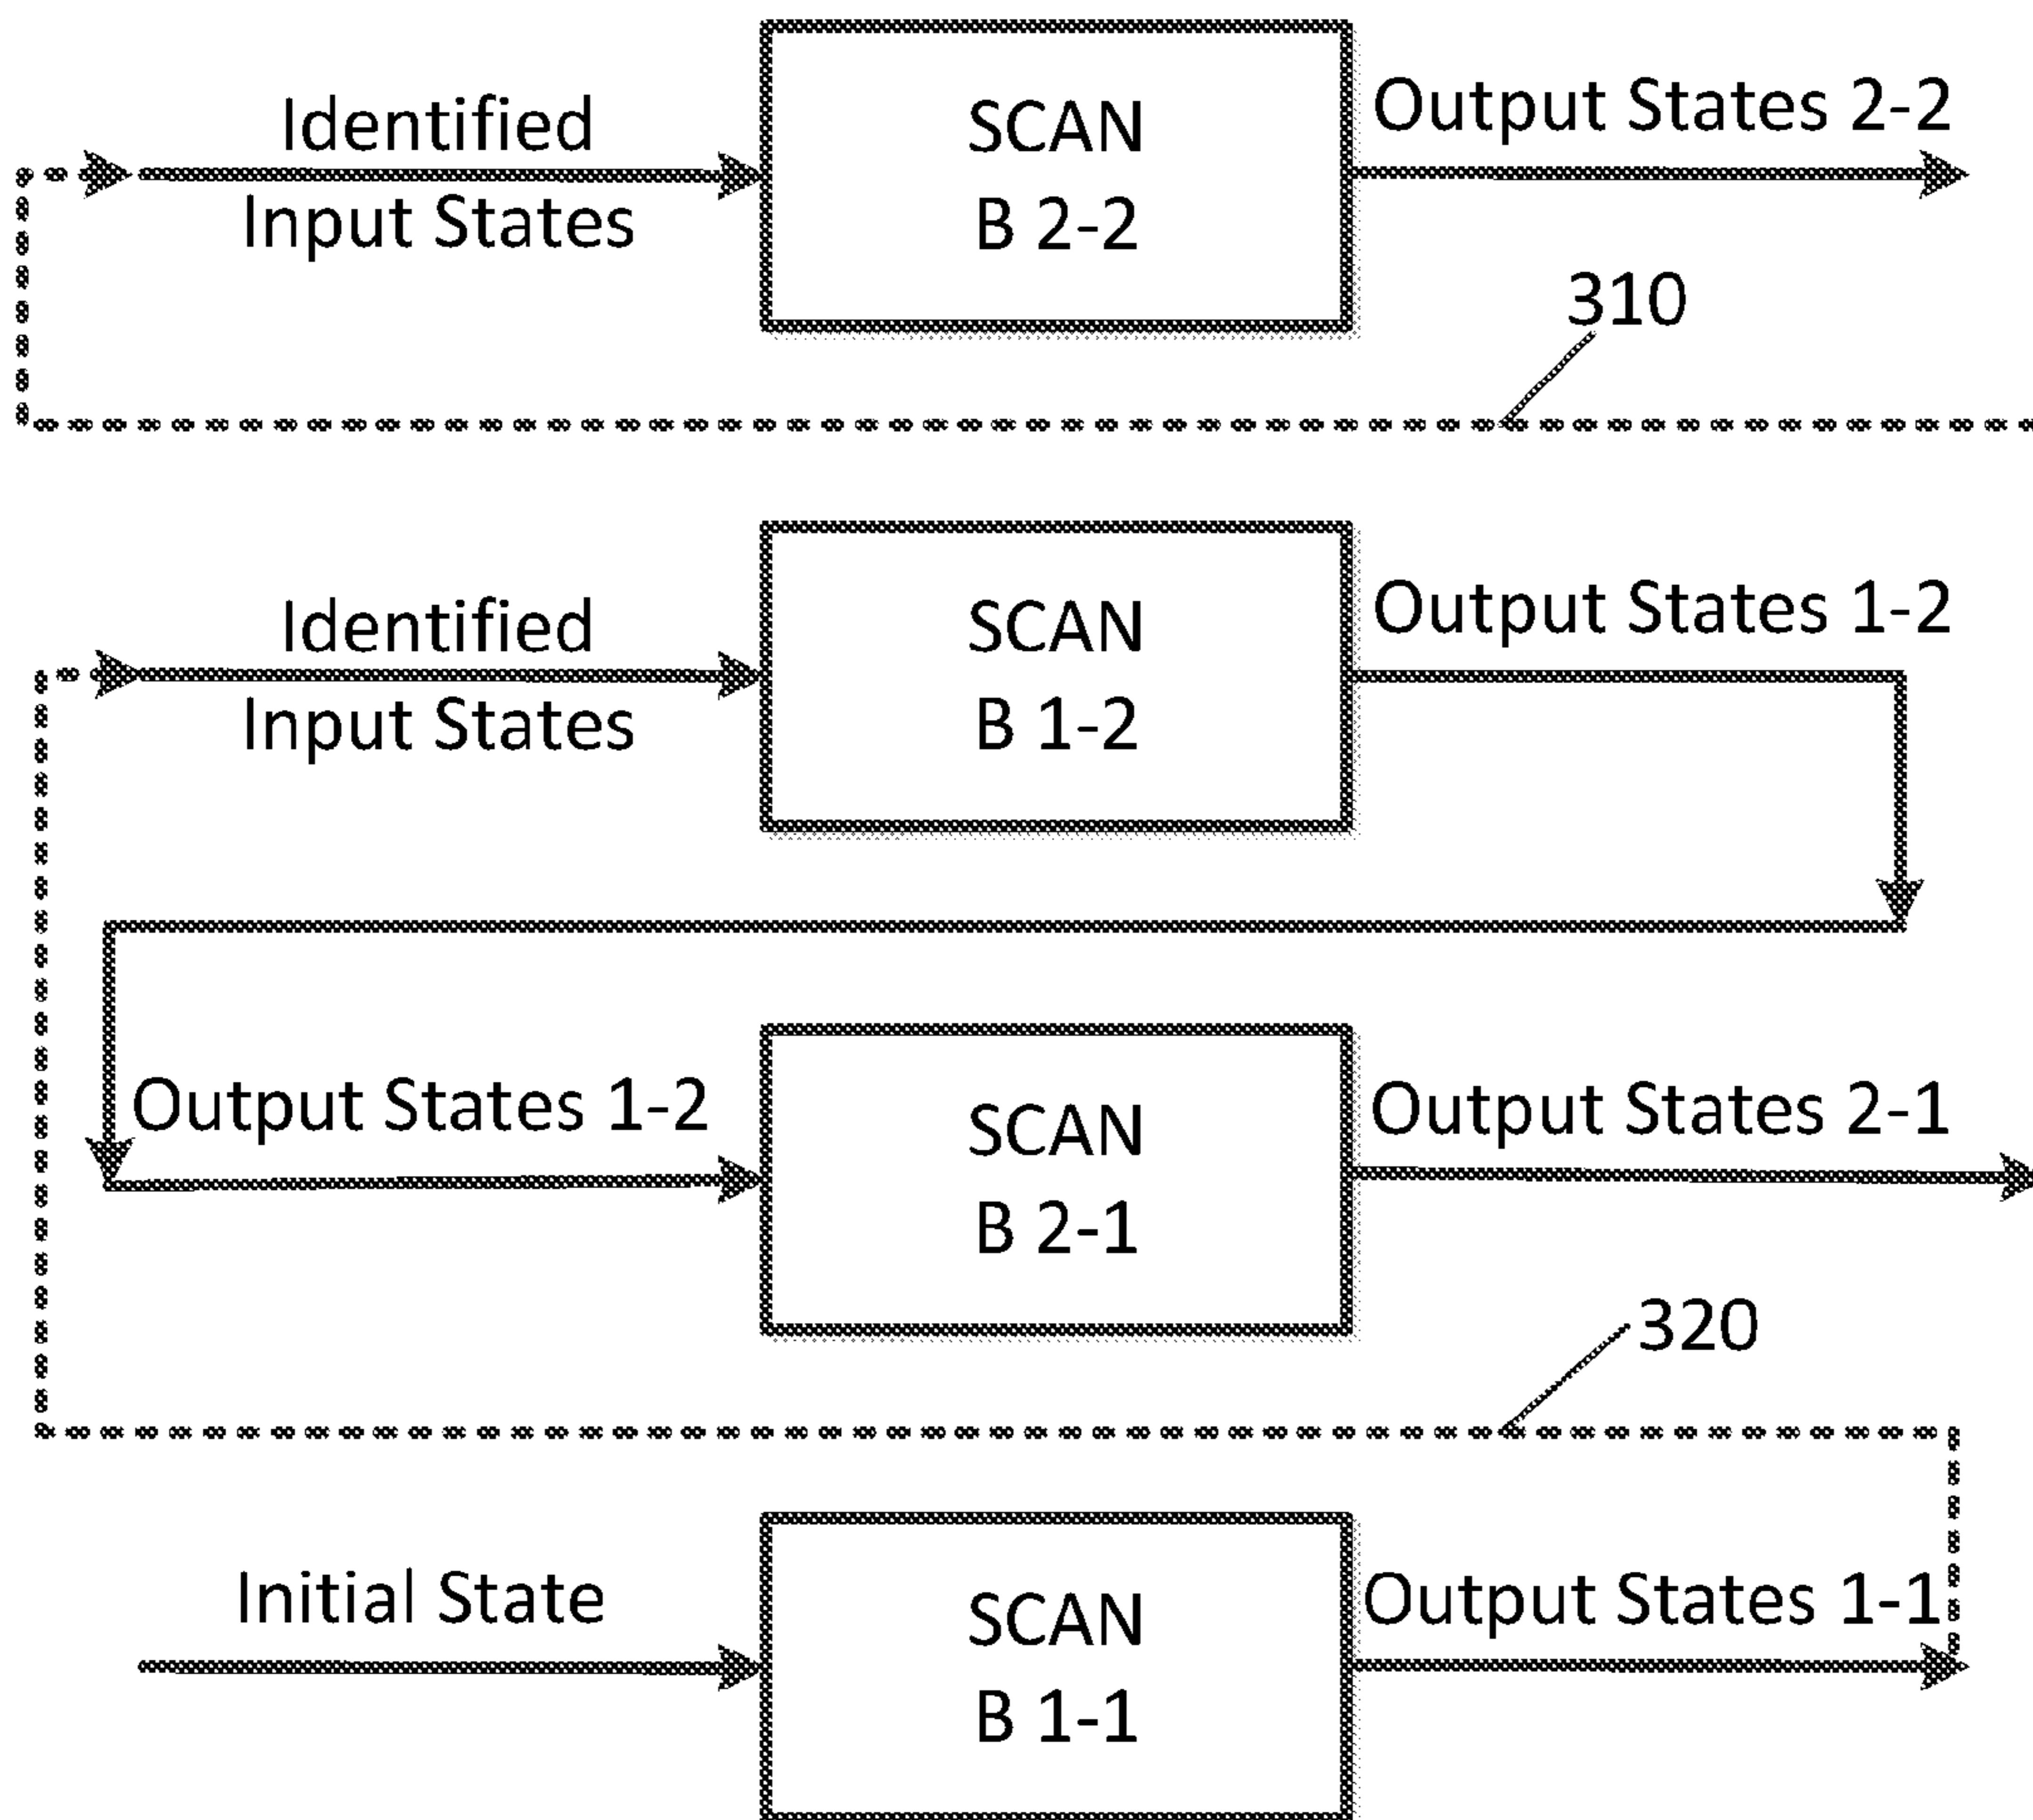 Identified
Input States
SCAN
B 2-2
Output States 2-2
310
Identified
Input States
SCAN
B 1-2
Output States 1-2
Output States 1-2
SCAN
B 2-1
Output States 2-1
320
Initial State
SCAN
B 1-1
Output States 1-1